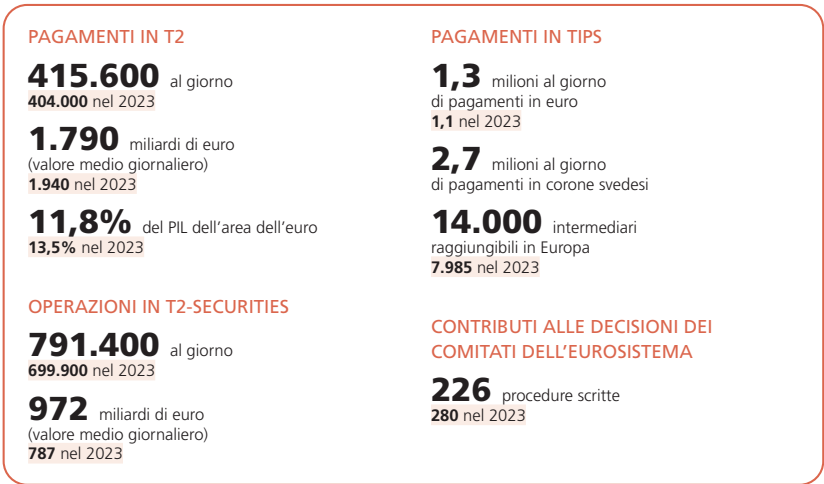 PAGAMENTI IN T2
415.600 al giorno
404.000 nel 2023
1.790 miliardi di euro
(valore medio giornaliero)
1.940 nel 2023
11,8% del PIL dell'area dell'euro
13,5% nel 2023
OPERAZIONI IN T2-SECURITIES
791.400 al giorno
699.900 nel 2023
972 miliardi di euro
(valore medio giornaliero)
787 nel 2023
PAGAMENTI IN TIPS
1,3 milioni al giorno
di pagamenti in euro
1,1 nel 2023
2,7 milioni al giorno
di pagamenti in corone svedesi
14.000 intermediari
raggiungibili in Europa
7.985 nel 2023
CONTRIBUTI ALLE DECISIONI DEI
COMITATI DELL'EUROSISTEMA
226 procedure scritte
280 nel 2023